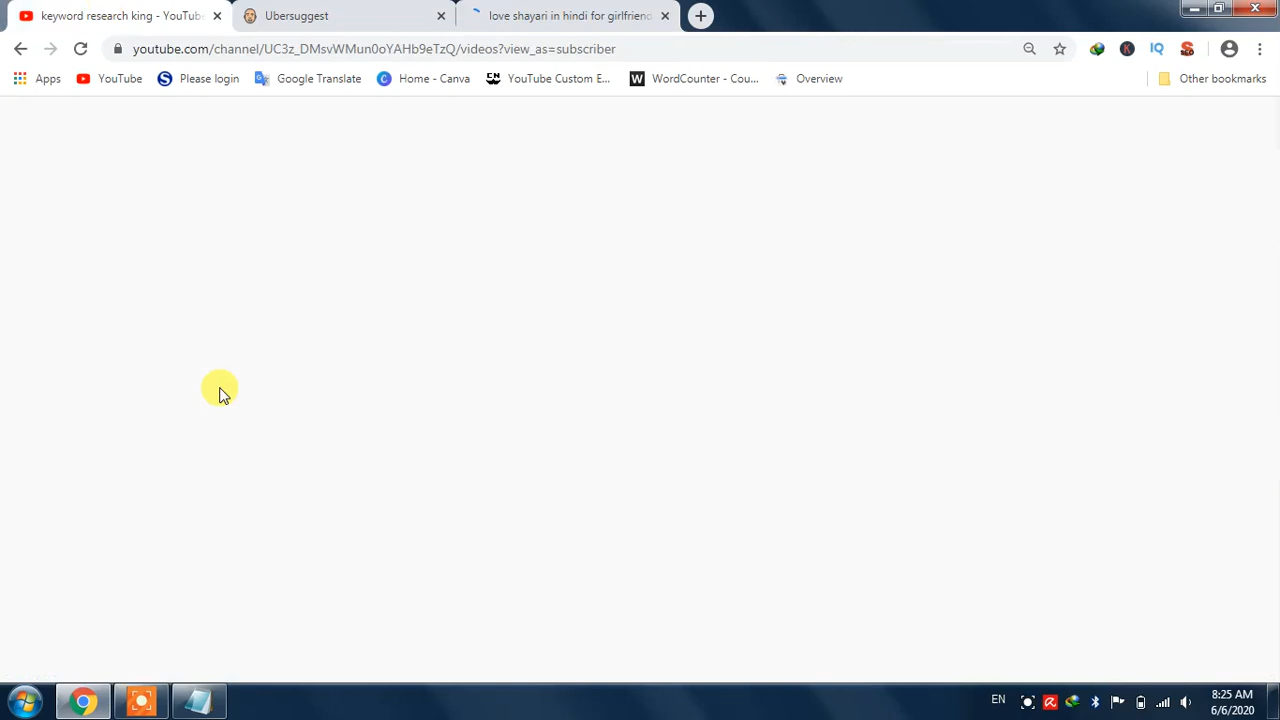 keyword research king - YouTube
Ubersuggest
love shayari in hindi for girlfriend
youtube.com/channel/UC3z_DMsvWMun0oYAHb9eTzQ/videos?view_as=subscriber
Apps
YouTube
Please login
Google Translate
Home - Canva
YouTube Custom E...
WordCounter - Cou...
Overview
Other bookmarks
EN
8:25 AM
6/6/2020